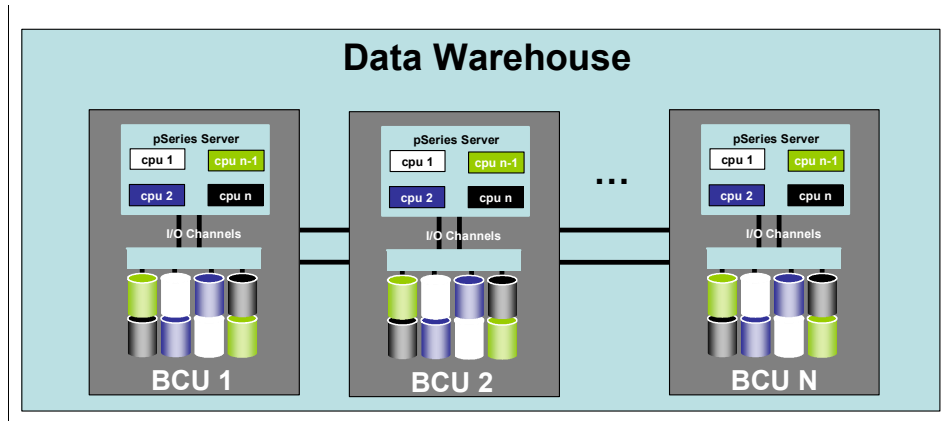 Data Warehouse
pSeries Server
cpu 1
cpu n-1
cpu 2
cpu n
I/O Channels
BCU 1
pSeries Server
cpu 1
cpu n-1
cpu 2
cpu n
I/O Channels
BCU 2
...
pSeries Server
cpu 1
cpu n-1
cpu 2
cpu n
I/O Channels
BCU N